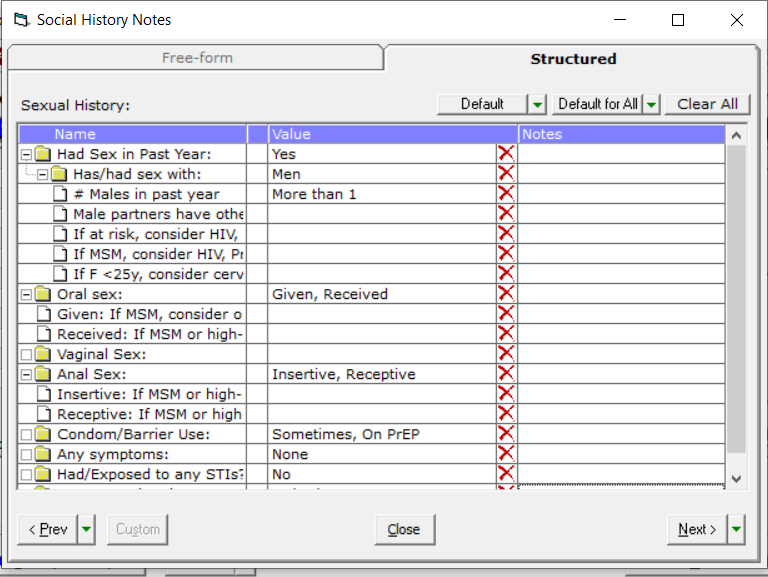 Social History Notes
Free-form Structured
Sexual History: Default Default for All Clear All
Name Value Notes
Had Sex in Past Year: Yes
Has/had sex with: Men
# Males in past year More than 1
Male partners have othe
If at risk, consider HIV,
If MSM, consider HIV, Pr
If F <25y, consider cerv
Oral sex: Given, Received
Given: If MSM, consider o
Received: If MSM or high-
Vaginal Sex:
Anal Sex: Insertive, Receptive
Insertive: If MSM or high-
Receptive: If MSM or high
Condom/Barrier Use: Sometimes, On PrEP
Any symptoms: None
Had/Exposed to any STIs? No
< Prev Custom Close Next >